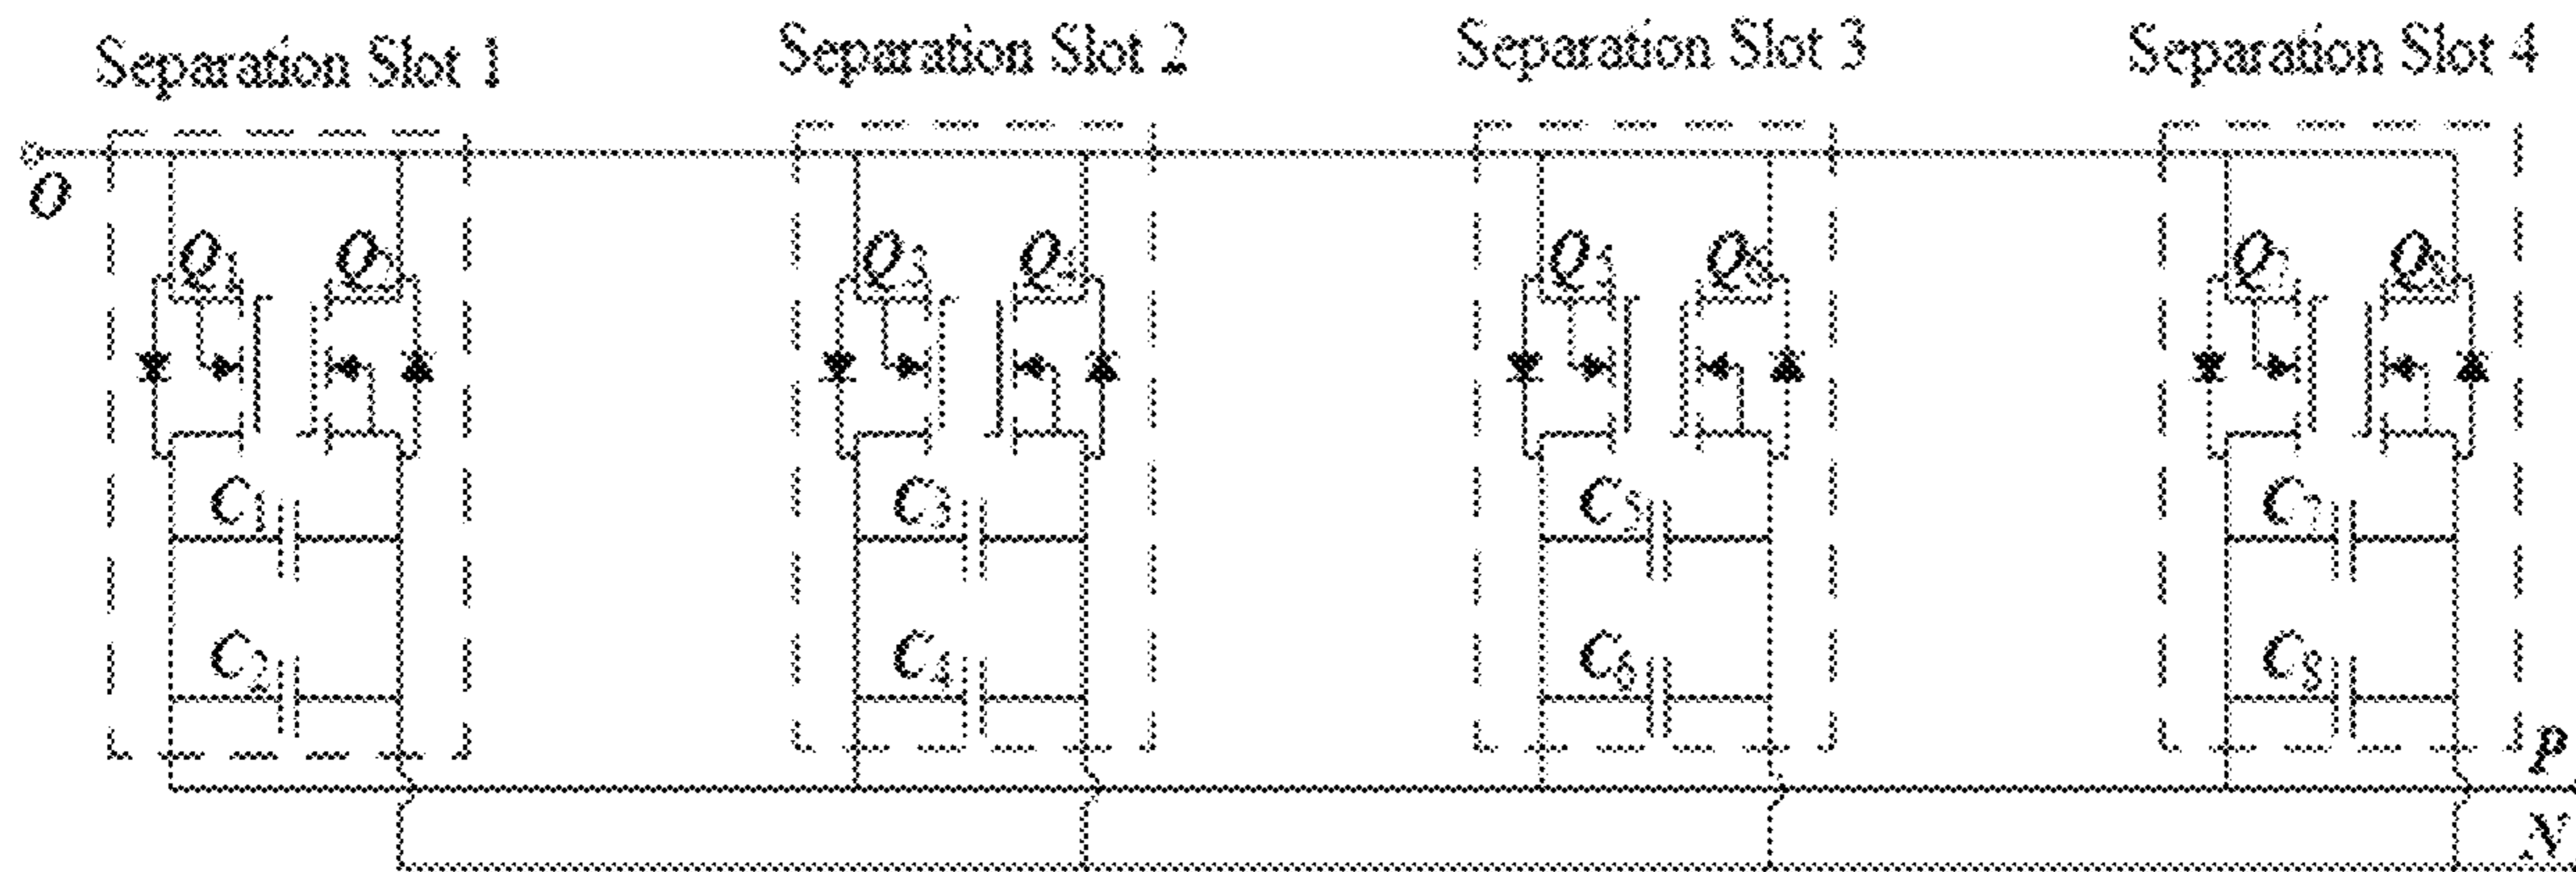 Separation Slot 1 Separation Slot 2 Separation Slot 3 Separation Slot 4
O
Q1 Q2 Q3 Q4 Q5 Q6 Q7 Q8
C1 C3 C5 C7
C2 C4 C6 C8
P
N